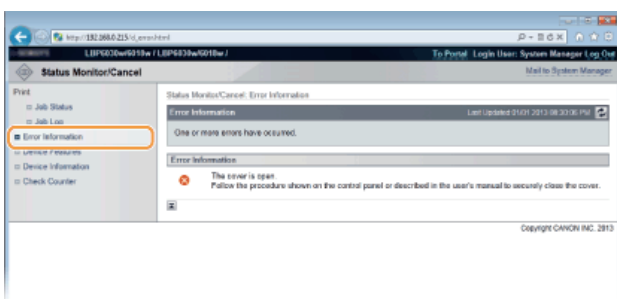 http://192.168.0.215/d_error.html
LBP6030w/6018w / LBP6030w/6018w /
To Portal Login User: System Manager Log Out
Status Monitor/Cancel
Mail to System Manager
Print
Job Status
Job Log
Error Information
Device Features
Device Information
Check Counter
Status Monitor/Cancel: Error Information
Error Information
Last Updated 01/01 2013 08:30:06 PM
One or more errors have occurred.
Error Information
The cover is open.
Follow the procedure shown on the control panel or described in the user's manual to securely close the cover.
Copyright CANON INC. 2013